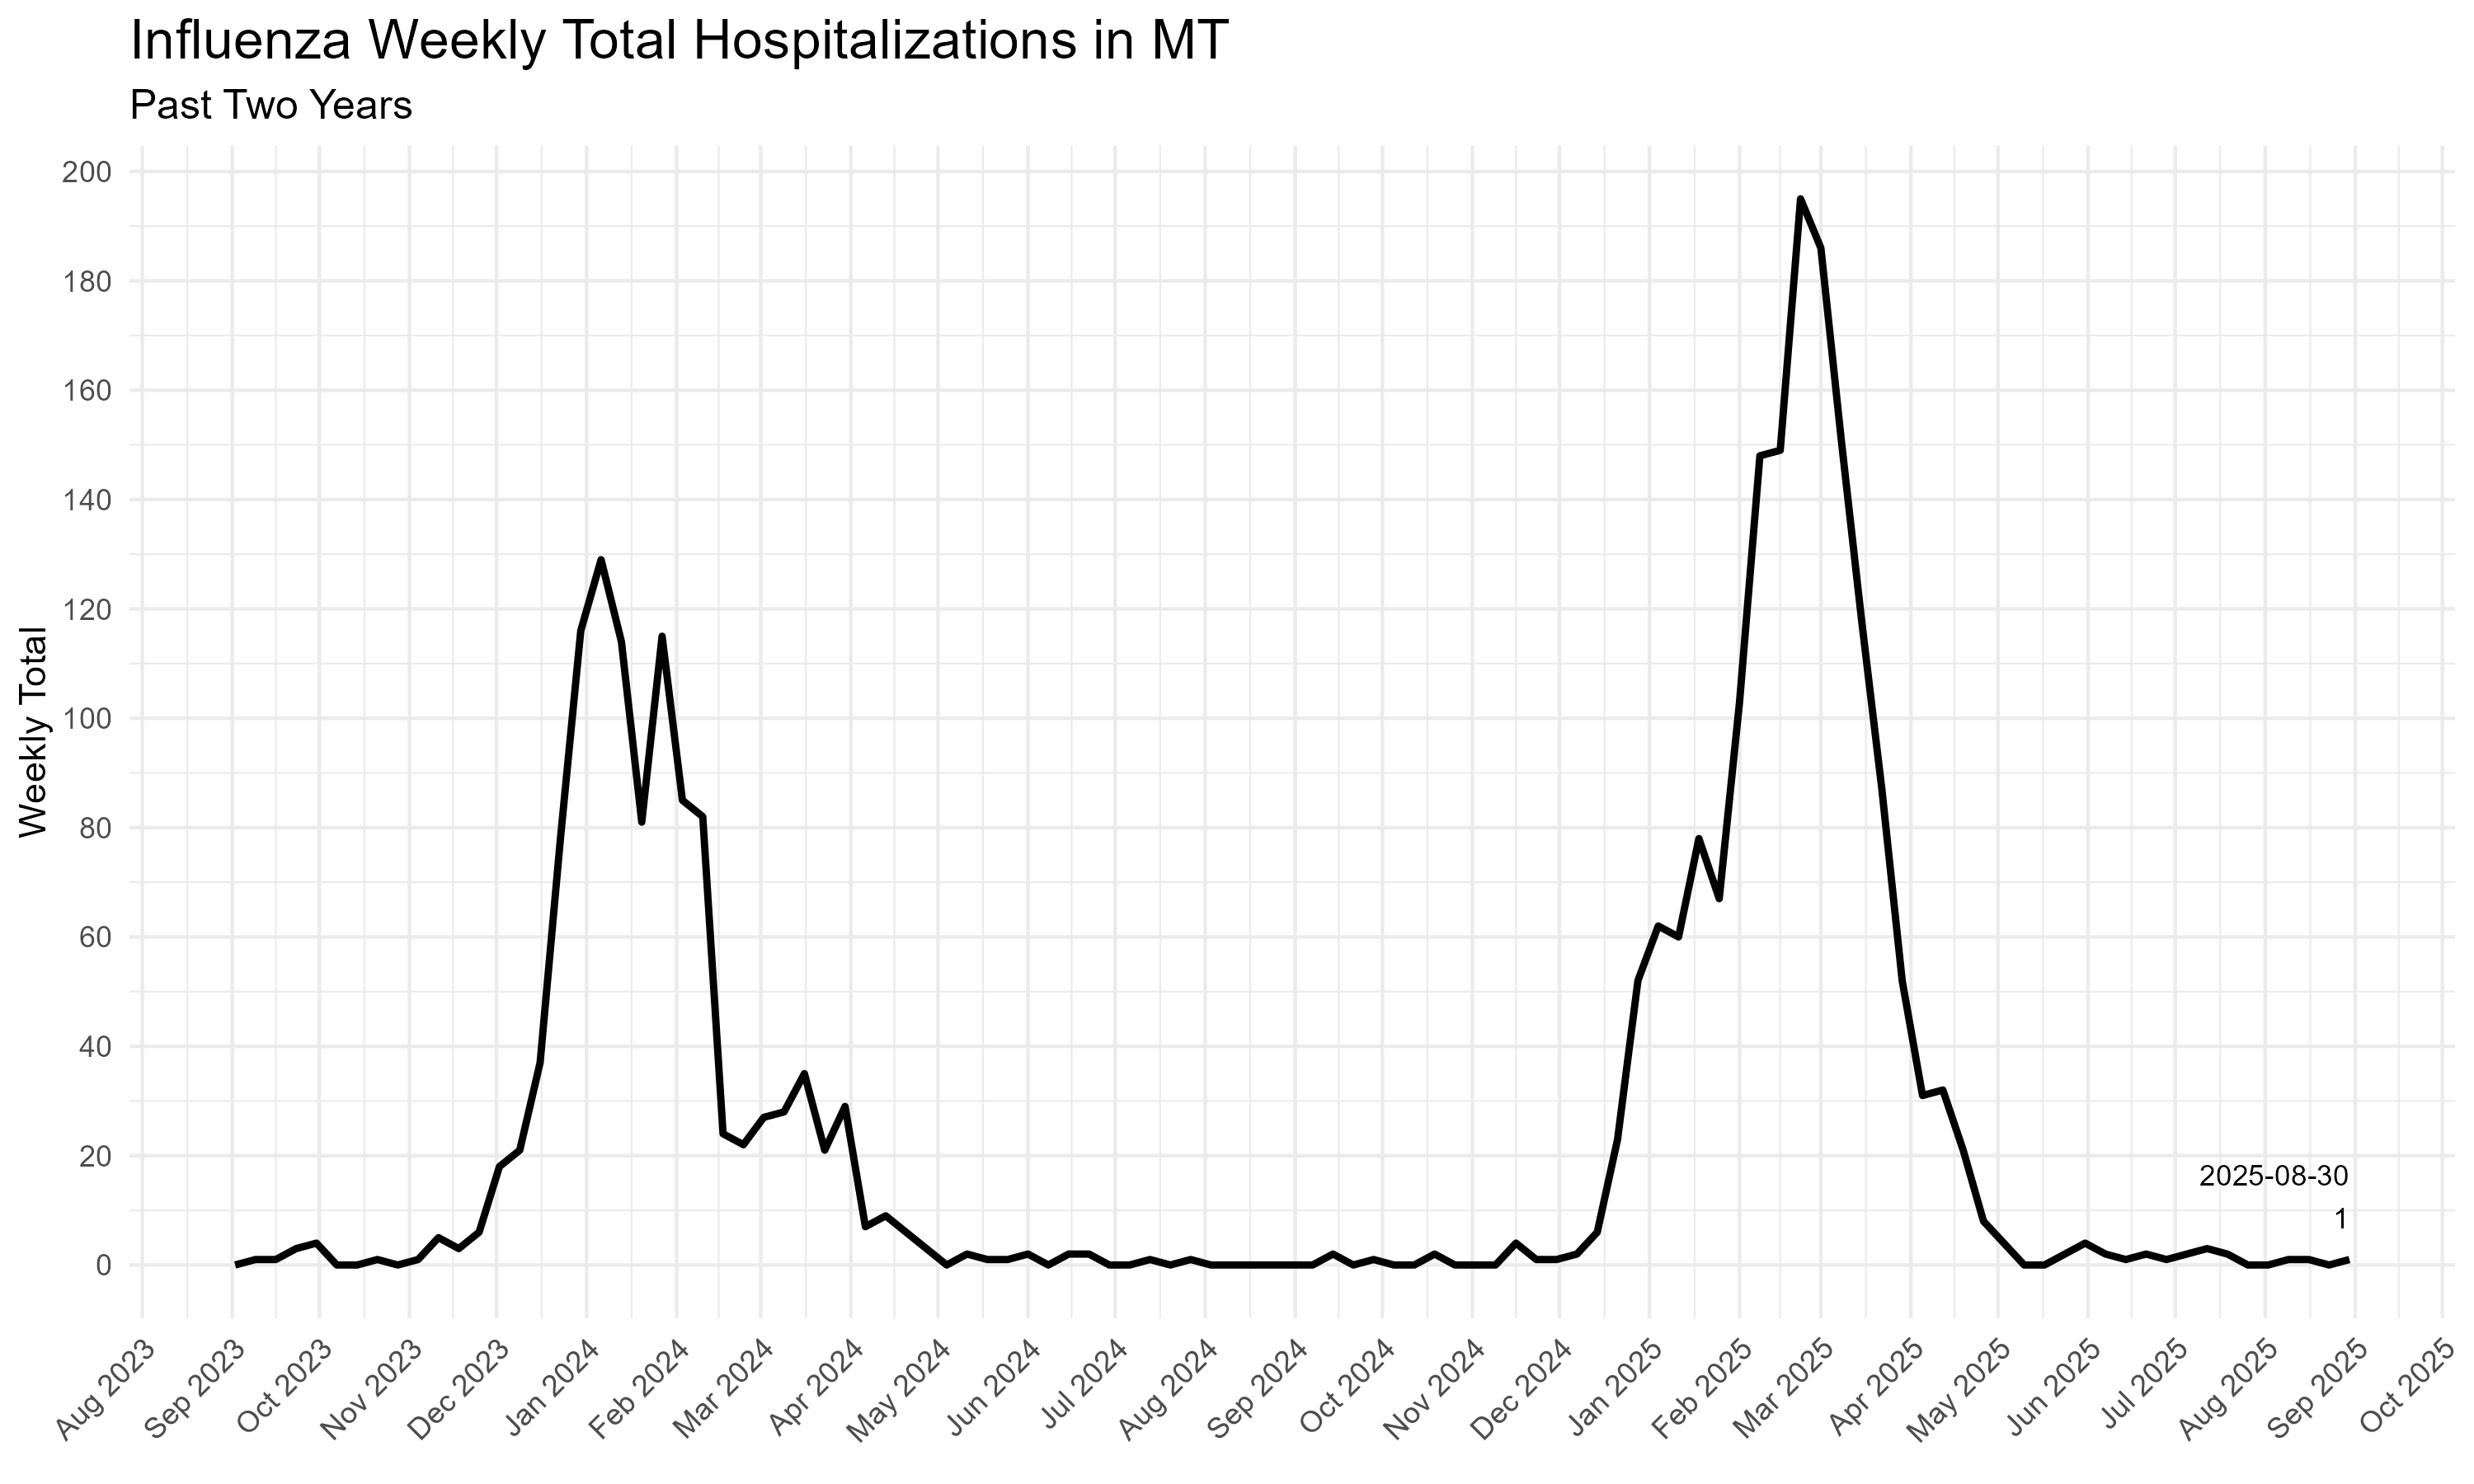 Influenza Weekly Total Hospitalizations in MT
Past Two Years
Weekly Total
200
180
160
140
120
100
80
60
40
20
0
2025-08-30
1
Aug 2023
Sep 2023
Oct 2023
Nov 2023
Dec 2023
Jan 2024
Feb 2024
Mar 2024
Apr 2024
May 2024
Jun 2024
Jul 2024
Aug 2024
Sep 2024
Oct 2024
Nov 2024
Dec 2024
Jan 2025
Feb 2025
Mar 2025
Apr 2025
May 2025
Jun 2025
Jul 2025
Aug 2025
Sep 2025
Oct 2025